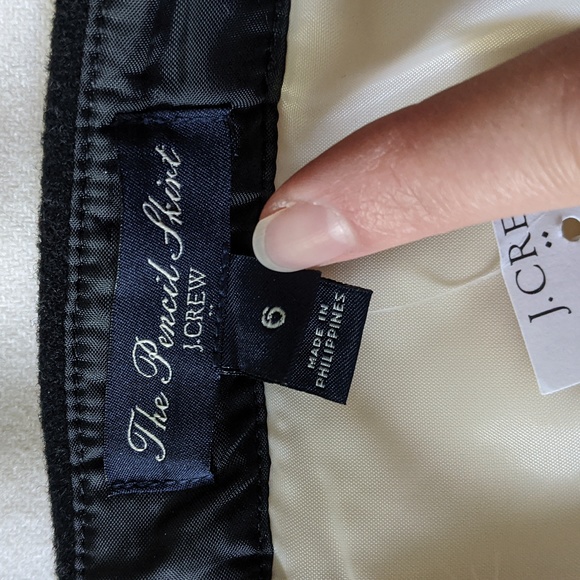 The Pencil Skirt
J.CREW
6
MADE IN
PHILIPPINES
J.CRE